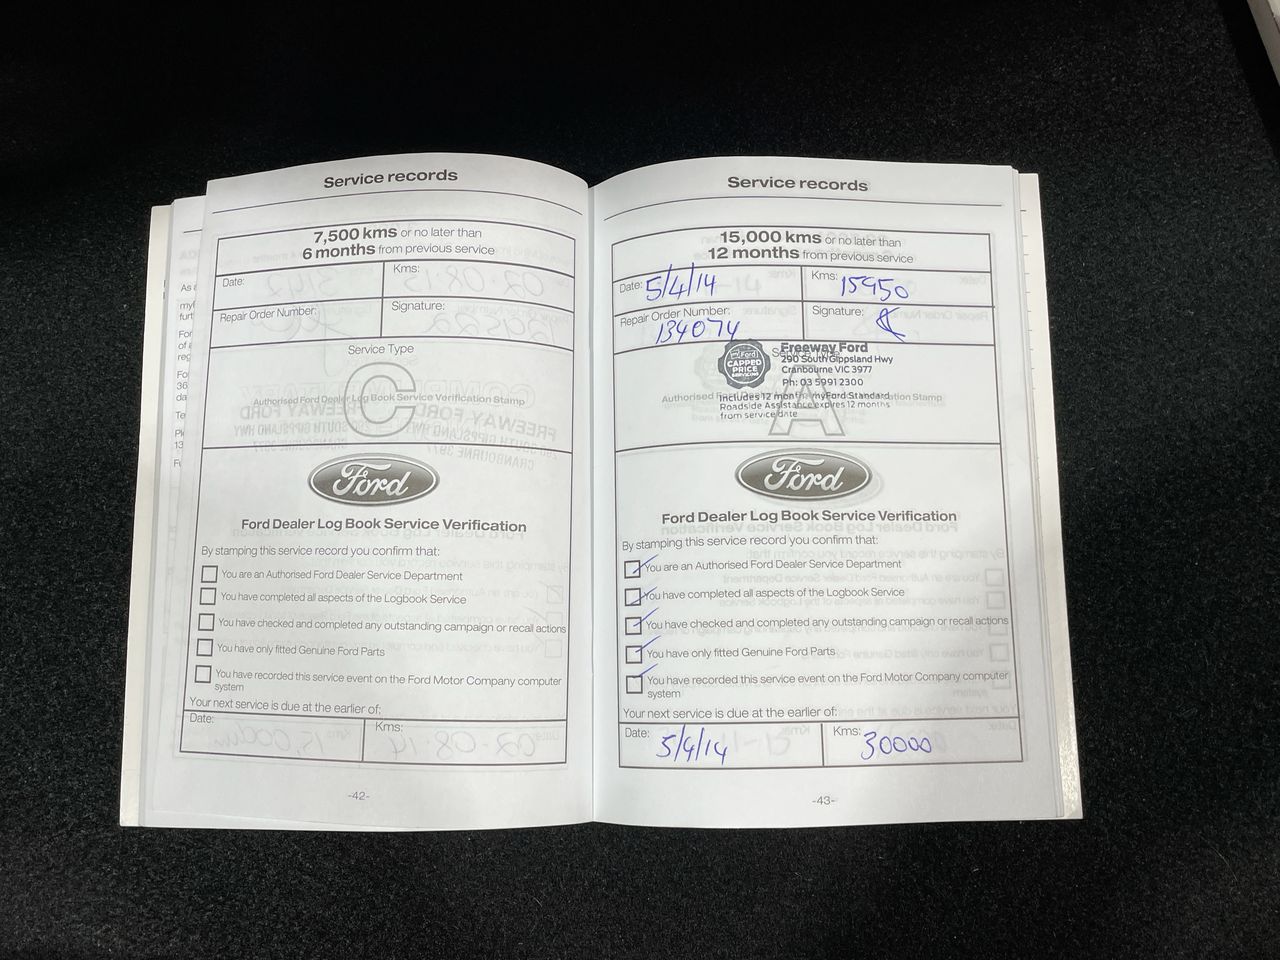 Service records
7,500 kms or no later than
6 months from previous service
Date:
Kms:
Repair Order Number:
Signature:
Service Type
C
Authorised Ford Dealer Log Book Service Verification Stamp
Ford
Ford Dealer Log Book Service Verification
By stamping this service record you confirm that:
You are an Authorised Ford Dealer Service Department
You have completed all aspects of the Logbook Service
You have checked and completed any outstanding campaign or recall actions
You have only fitted Genuine Ford Parts
You have recorded this service event on the Ford Motor Company computer
system
Your next service is due at the earlier of:
Date:
Kms:
-42-
Service records
15,000 kms or no later than
12 months from previous service
Date: 5/4/14
Kms: 15950
Repair Order Number:
134074
Signature:
Service Type
Ford
CAPPED
PRICE
SERVICING
Freeway Ford
290 South Gippsland Hwy
Cranbourne VIC 3977
Ph: 03 5991 2300
A
Includes 12 month myFord Standard
Roadside Assistance expires 12 months
from service date
Ford
Ford Dealer Log Book Service Verification
By stamping this service record you confirm that:
You are an Authorised Ford Dealer Service Department
You have completed all aspects of the Logbook Service
You have checked and completed any outstanding campaign or recall actions
You have only fitted Genuine Ford Parts
You have recorded this service event on the Ford Motor Company computer
system
Your next service is due at the earlier of:
Date: 5/4/14
Kms: 30000
-43-